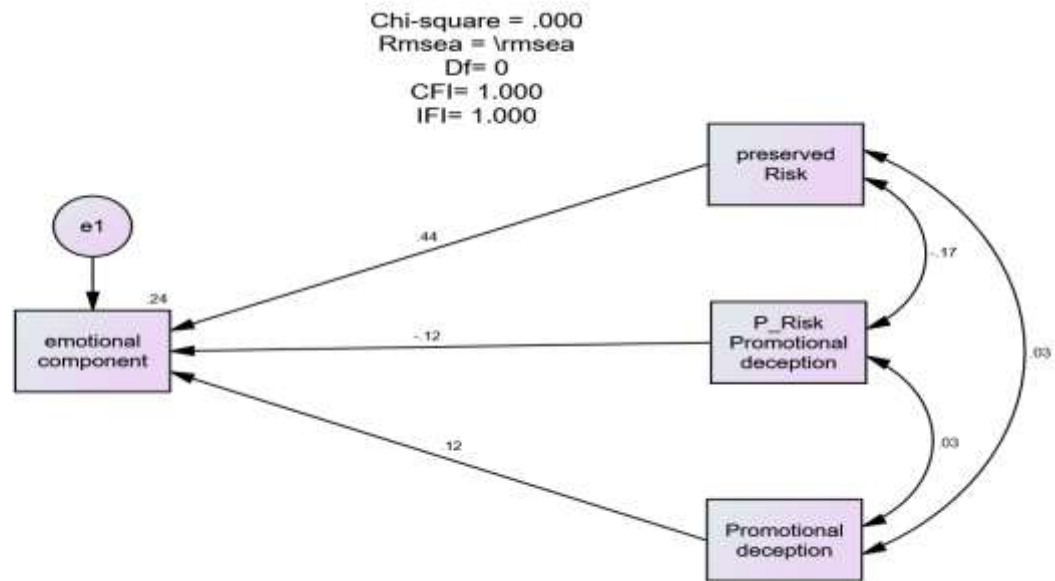 Chi-square = .000
Rmsea = \rmsea
Df= 0
CFI= 1.000
IFI= 1.000
preserved
Risk
e1
.44
-.17
.24
emotional
component
-.12
P_Risk
Promotional
deception
.03
.12
.03
Promotional
deception